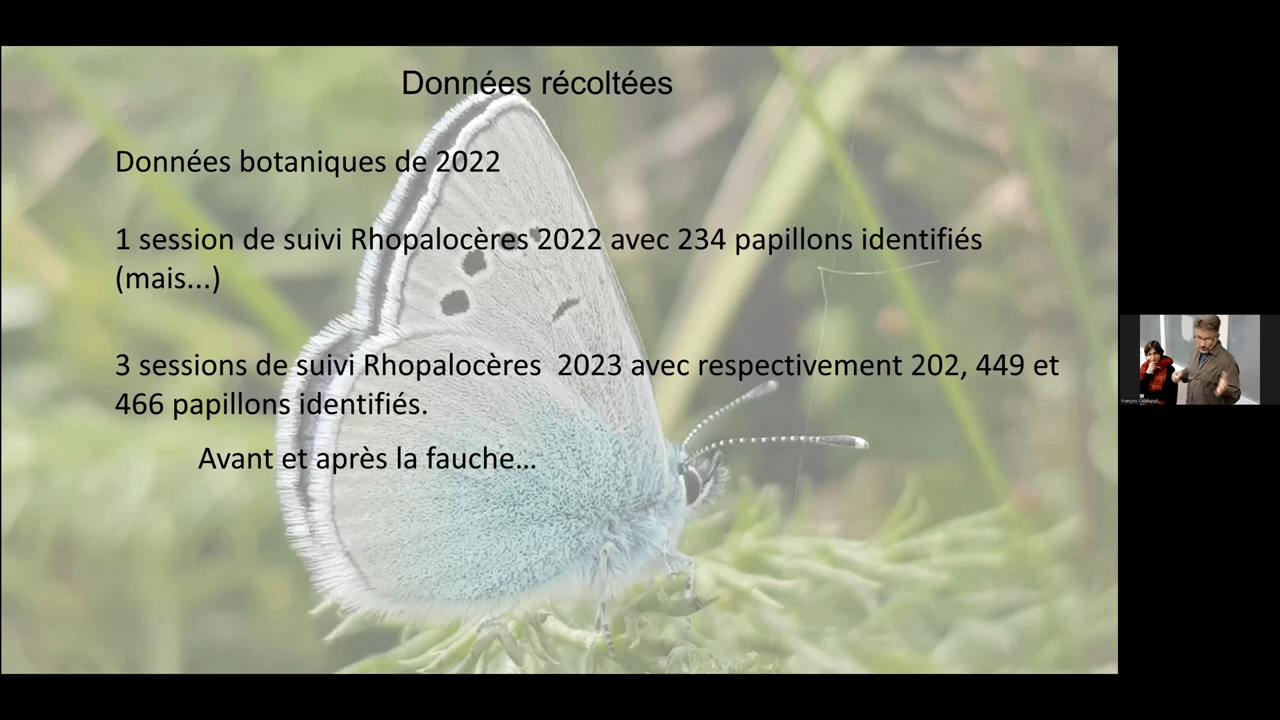 Données récoltées
Données botaniques de 2022
1 session de suivi Rhopalocères 2022 avec 234 papillons identifiés
(mais...)
3 sessions de suivi Rhopalocères 2023 avec respectivement 202, 449 et
466 papillons identifiés.
Avant et après la fauche...